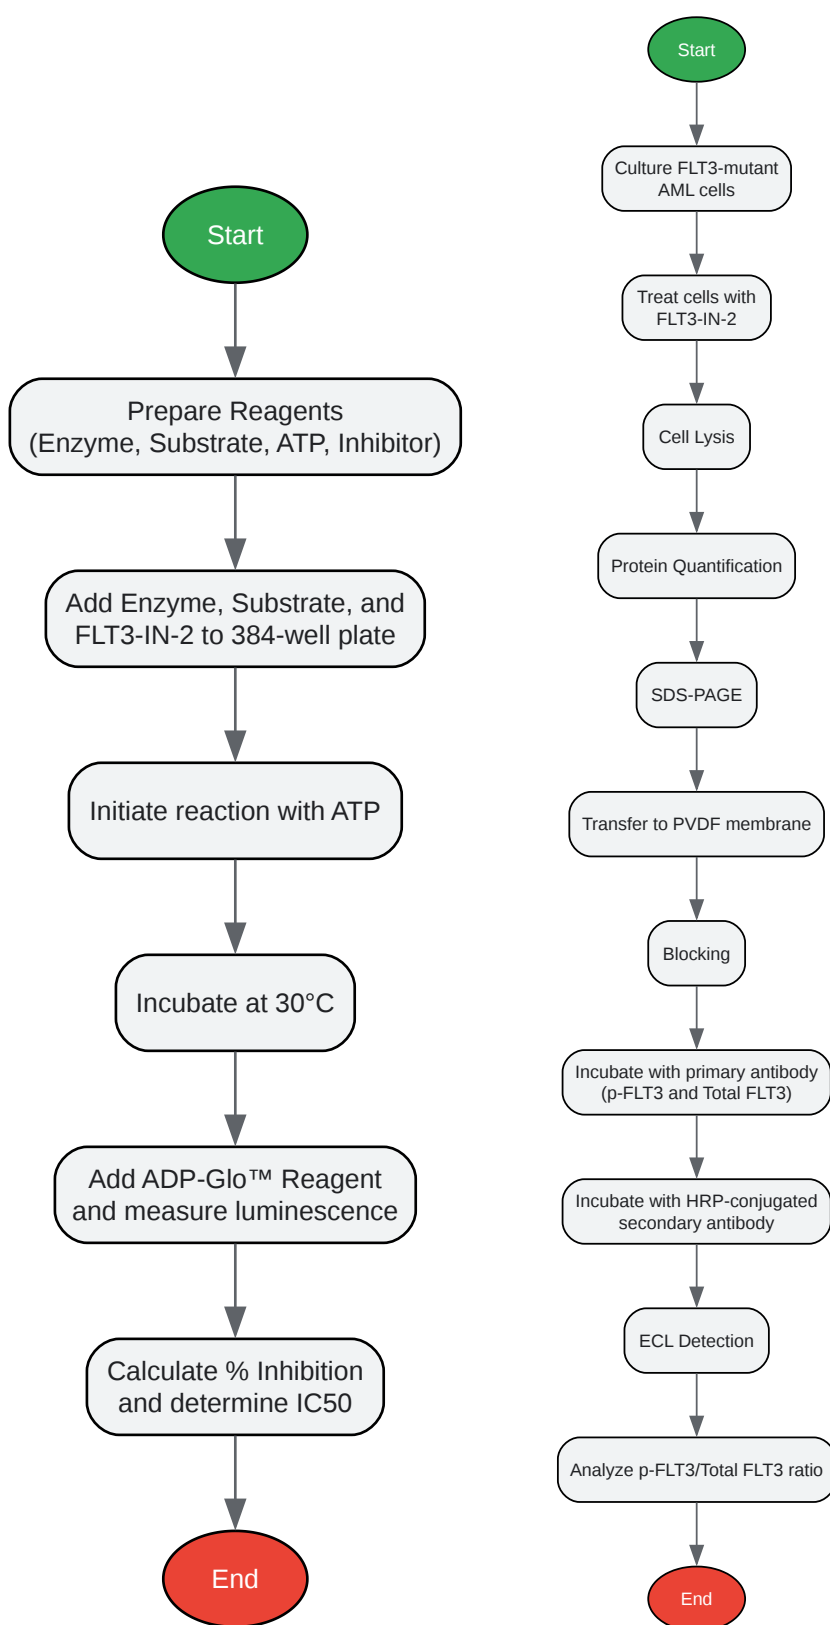 Start
Prepare Reagents
(Enzyme, Substrate, ATP, Inhibitor)
Add Enzyme, Substrate, and
FLT3-IN-2 to 384-well plate
Initiate reaction with ATP
Incubate at 30°C
Add ADP-Glo™ Reagent
and measure luminescence
Calculate % Inhibition
and determine IC50
End
Start
Culture FLT3-mutant
AML cells
Treat cells with
FLT3-IN-2
Cell Lysis
Protein Quantification
SDS-PAGE
Transfer to PVDF membrane
Blocking
Incubate with primary antibody
(p-FLT3 and Total FLT3)
Incubate with HRP-conjugated
secondary antibody
ECL Detection
Analyze p-FLT3/Total FLT3 ratio
End